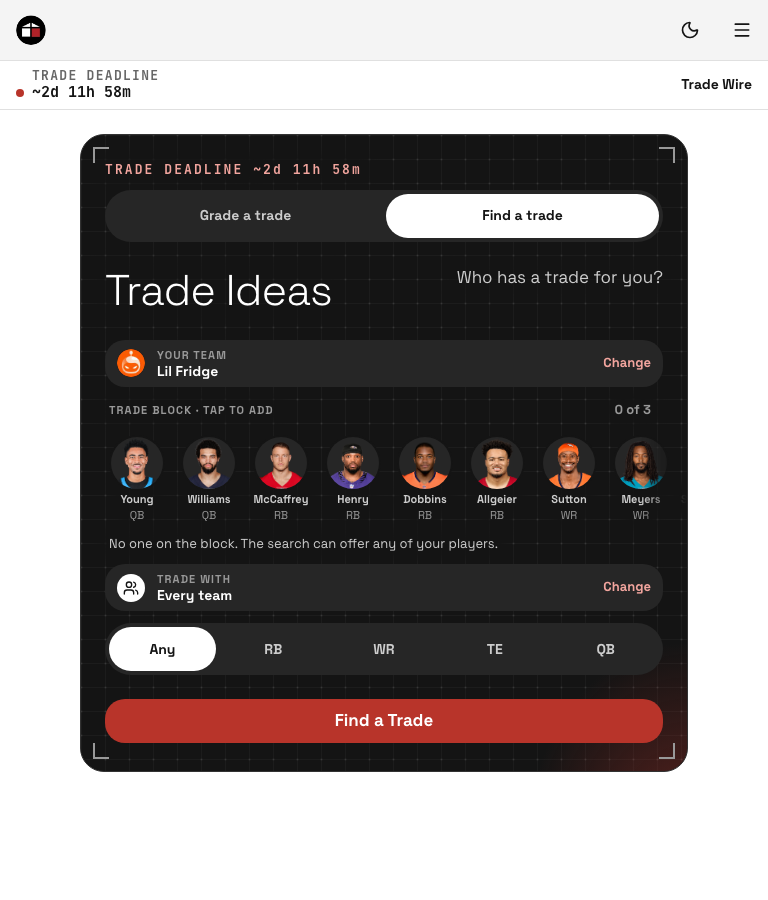 TRADE DEADLINE
~2d 11h 58m
Trade Wire
TRADE DEADLINE ~2d 11h 58m
Grade a trade
Find a trade
Trade Ideas
Who has a trade for you?
YOUR TEAM
Lil Fridge
Change
TRADE BLOCK · TAP TO ADD
0 of 3
Young
QB
Williams
QB
McCaffrey
RB
Henry
RB
Dobbins
RB
Allgeier
RB
Sutton
WR
Meyers
WR
No one on the block. The search can offer any of your players.
TRADE WITH
Every team
Change
Any
RB
WR
TE
QB
Find a Trade